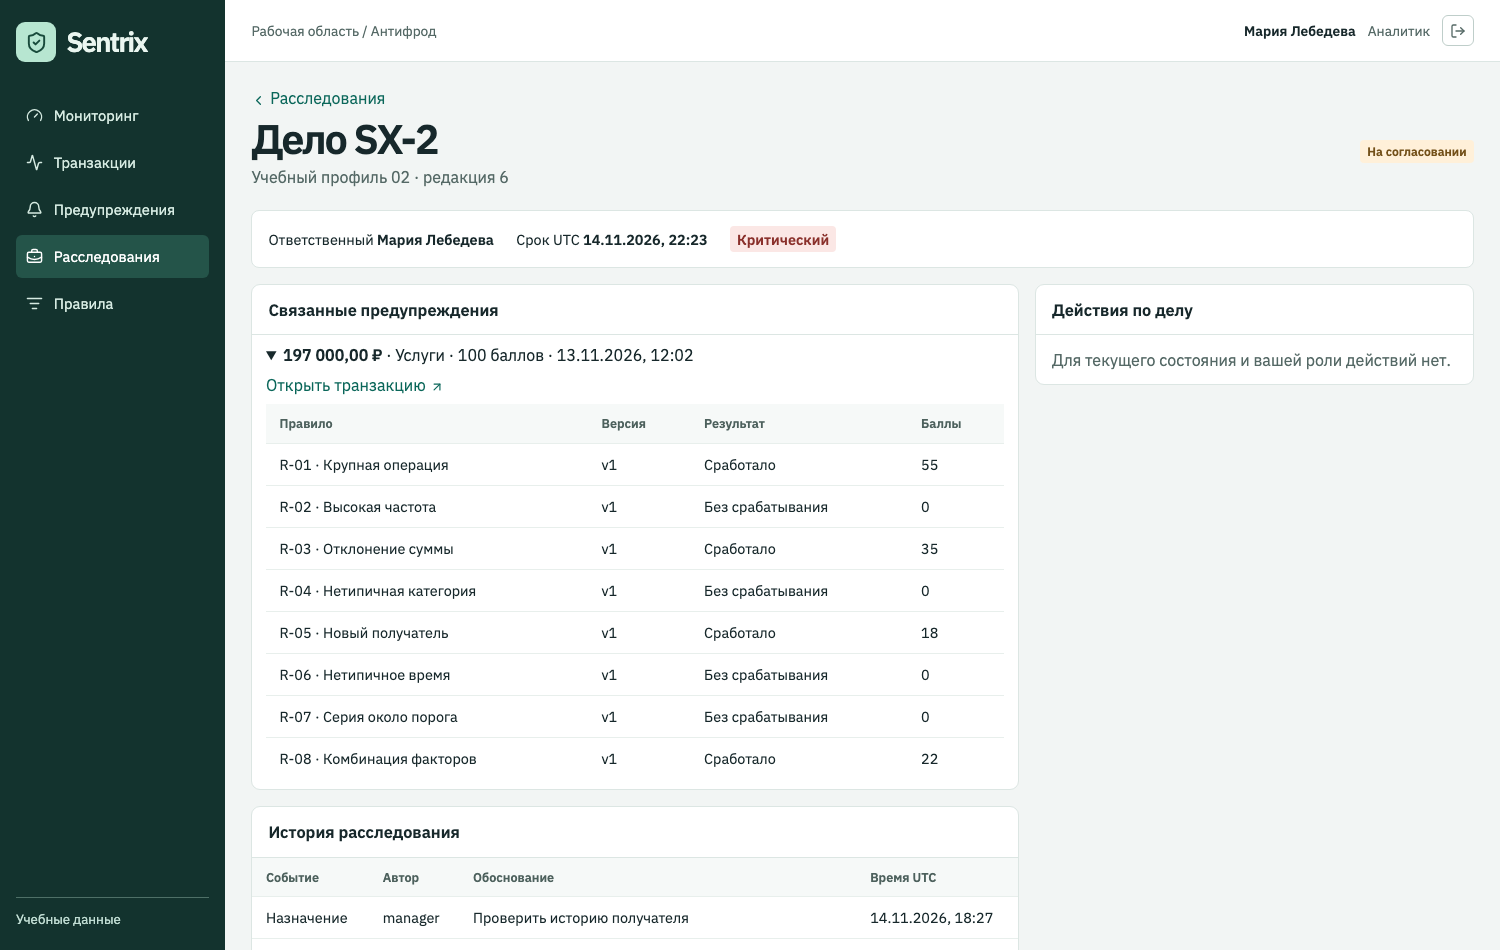 Sentrix
Мониторинг
Транзакции
Предупреждения
Расследования
Правила
Учебные данные
Рабочая область / Антифрод
Мария Лебедева Аналитик
Расследования
Дело SX-2
Учебный профиль 02 · редакция 6
На согласовании
Ответственный Мария Лебедева Срок UTC 14.11.2026, 22:23 Критический
Связанные предупреждения
197 000,00 ₽ · Услуги · 100 баллов · 13.11.2026, 12:02
Открыть транзакцию ↗
Правило Версия Результат Баллы
R-01 · Крупная операция v1 Сработало 55
R-02 · Высокая частота v1 Без срабатывания 0
R-03 · Отклонение суммы v1 Сработало 35
R-04 · Нетипичная категория v1 Без срабатывания 0
R-05 · Новый получатель v1 Сработало 18
R-06 · Нетипичное время v1 Без срабатывания 0
R-07 · Серия около порога v1 Без срабатывания 0
R-08 · Комбинация факторов v1 Сработало 22
Действия по делу
Для текущего состояния и вашей роли действий нет.
История расследования
Событие Автор Обоснование Время UTC
Назначение manager Проверить историю получателя 14.11.2026, 18:27